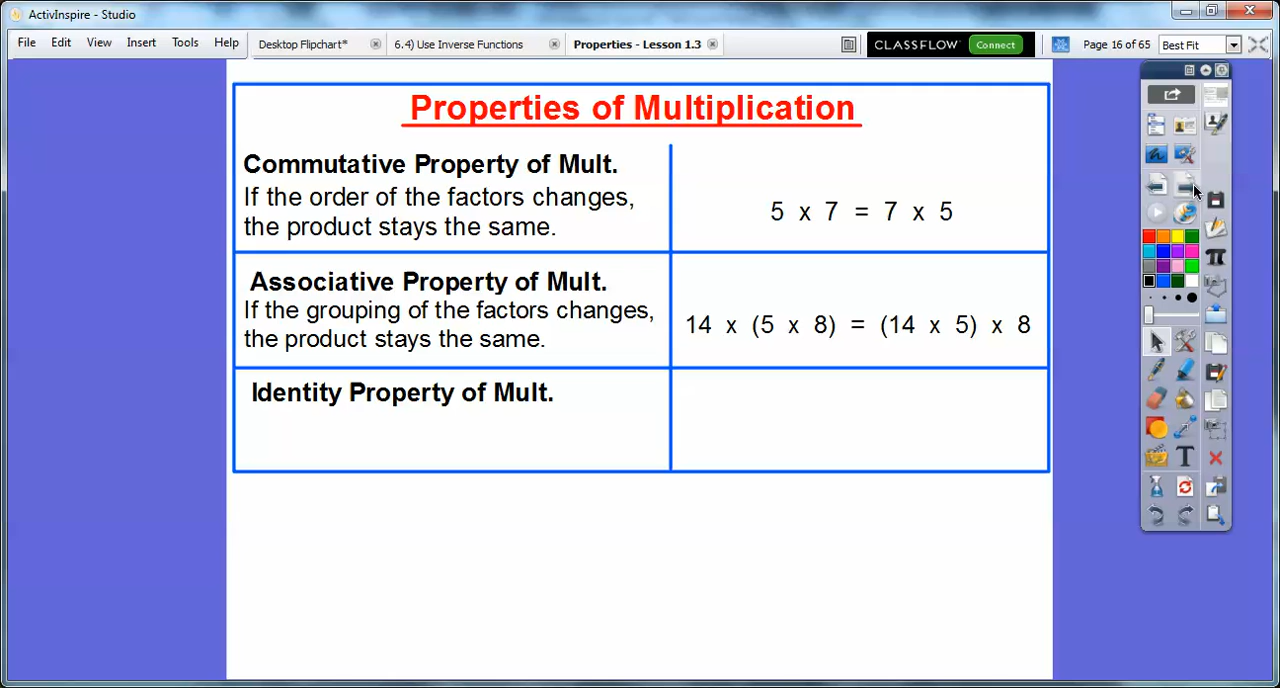 ActivInspire - Studio
File Edit View Insert Tools Help Desktop Flipchart* 6.4) Use Inverse Functions Properties - Lesson 1.3 CLASSFLOW Connect Page 16 of 65 Best Fit
Properties of Multiplication
Commutative Property of Mult.
If the order of the factors changes,
the product stays the same.
5 x 7 = 7 x 5
Associative Property of Mult.
If the grouping of the factors changes,
the product stays the same.
14 x (5 x 8) = (14 x 5) x 8
Identity Property of Mult.